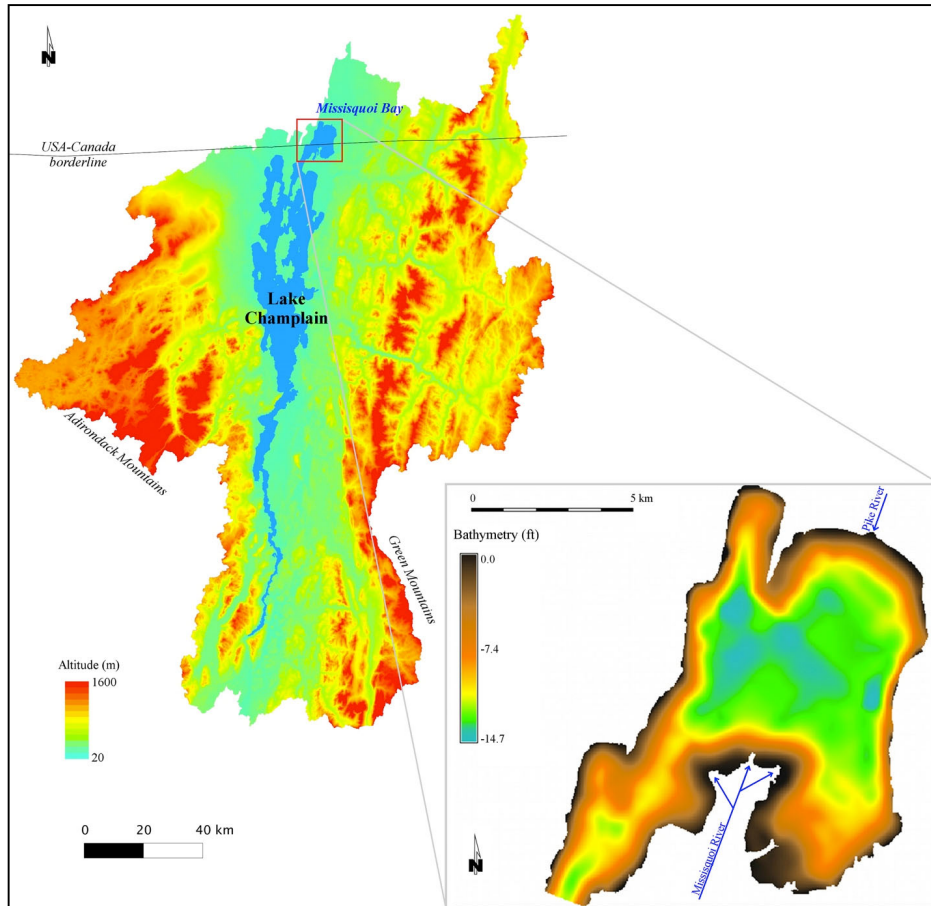 N
Missisquoi Bay
USA-Canada
borderline
Lake
Champlain
Adirondack Mountains
Green Mountains
Altitude (m)
1600
20
0 20 40 km
0 5 km
Bathymetry (ft)
0.0
-7.4
-14.7
Pike River
Missisquoi River
N